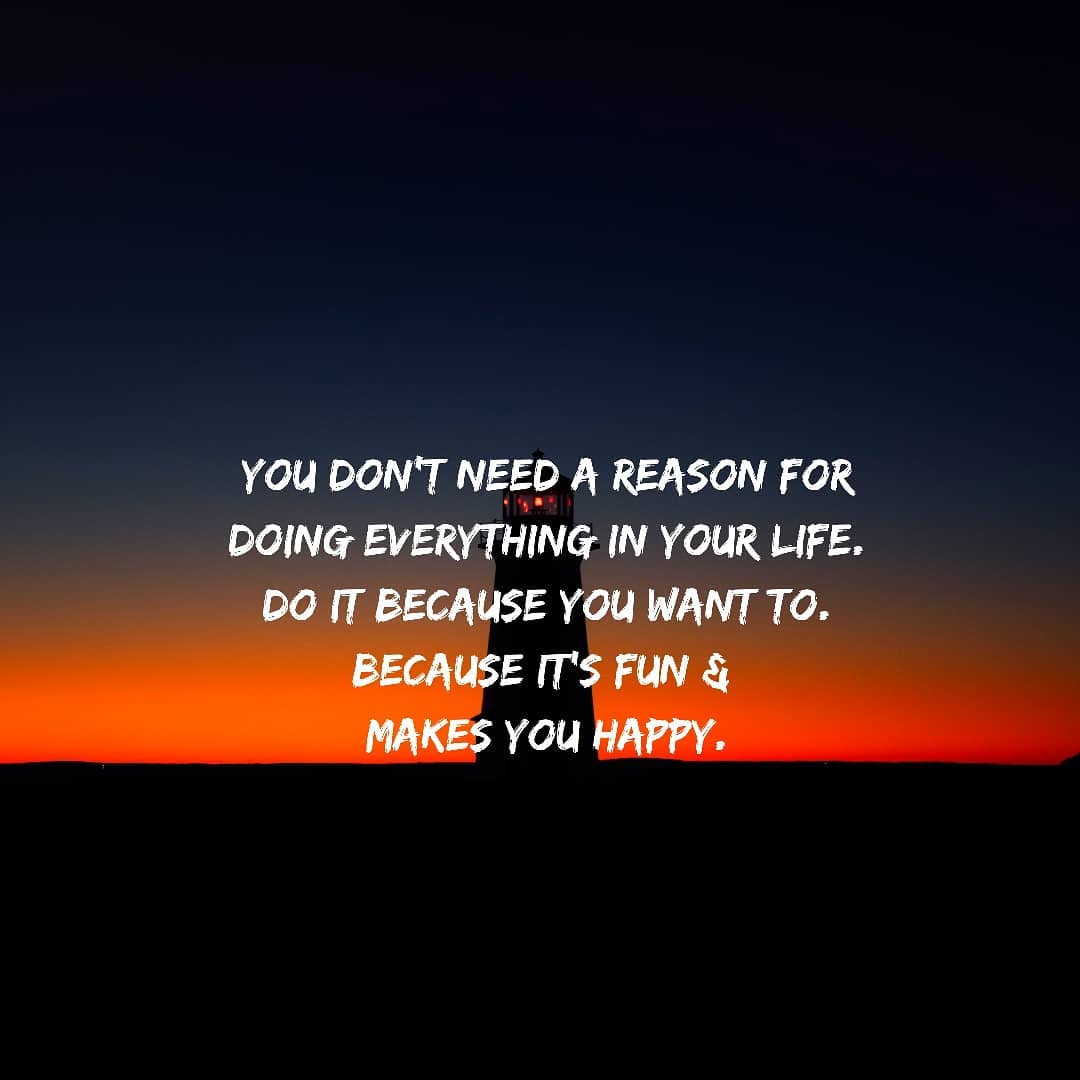 YOU DON'T NEED A REASON FOR
DOING EVERYTHING IN YOUR LIFE.
DO IT BECAUSE YOU WANT TO.
BECAUSE IT'S FUN &
MAKES YOU HAPPY.